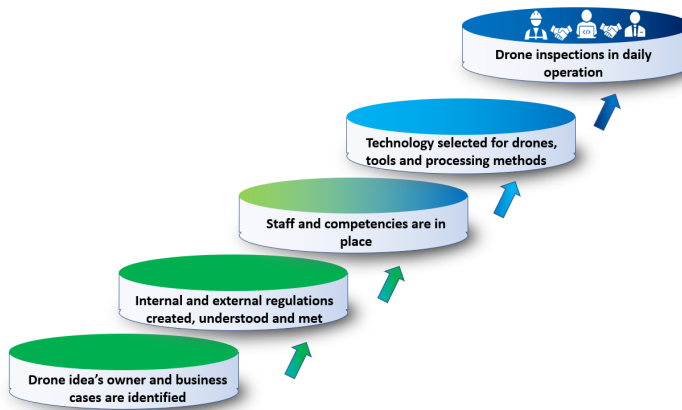 Drone inspections in daily
operation
Technology selected for drones,
tools and processing methods
Staff and competencies are in
place
Internal and external regulations
created, understood and met
Drone idea's owner and business
cases are identified